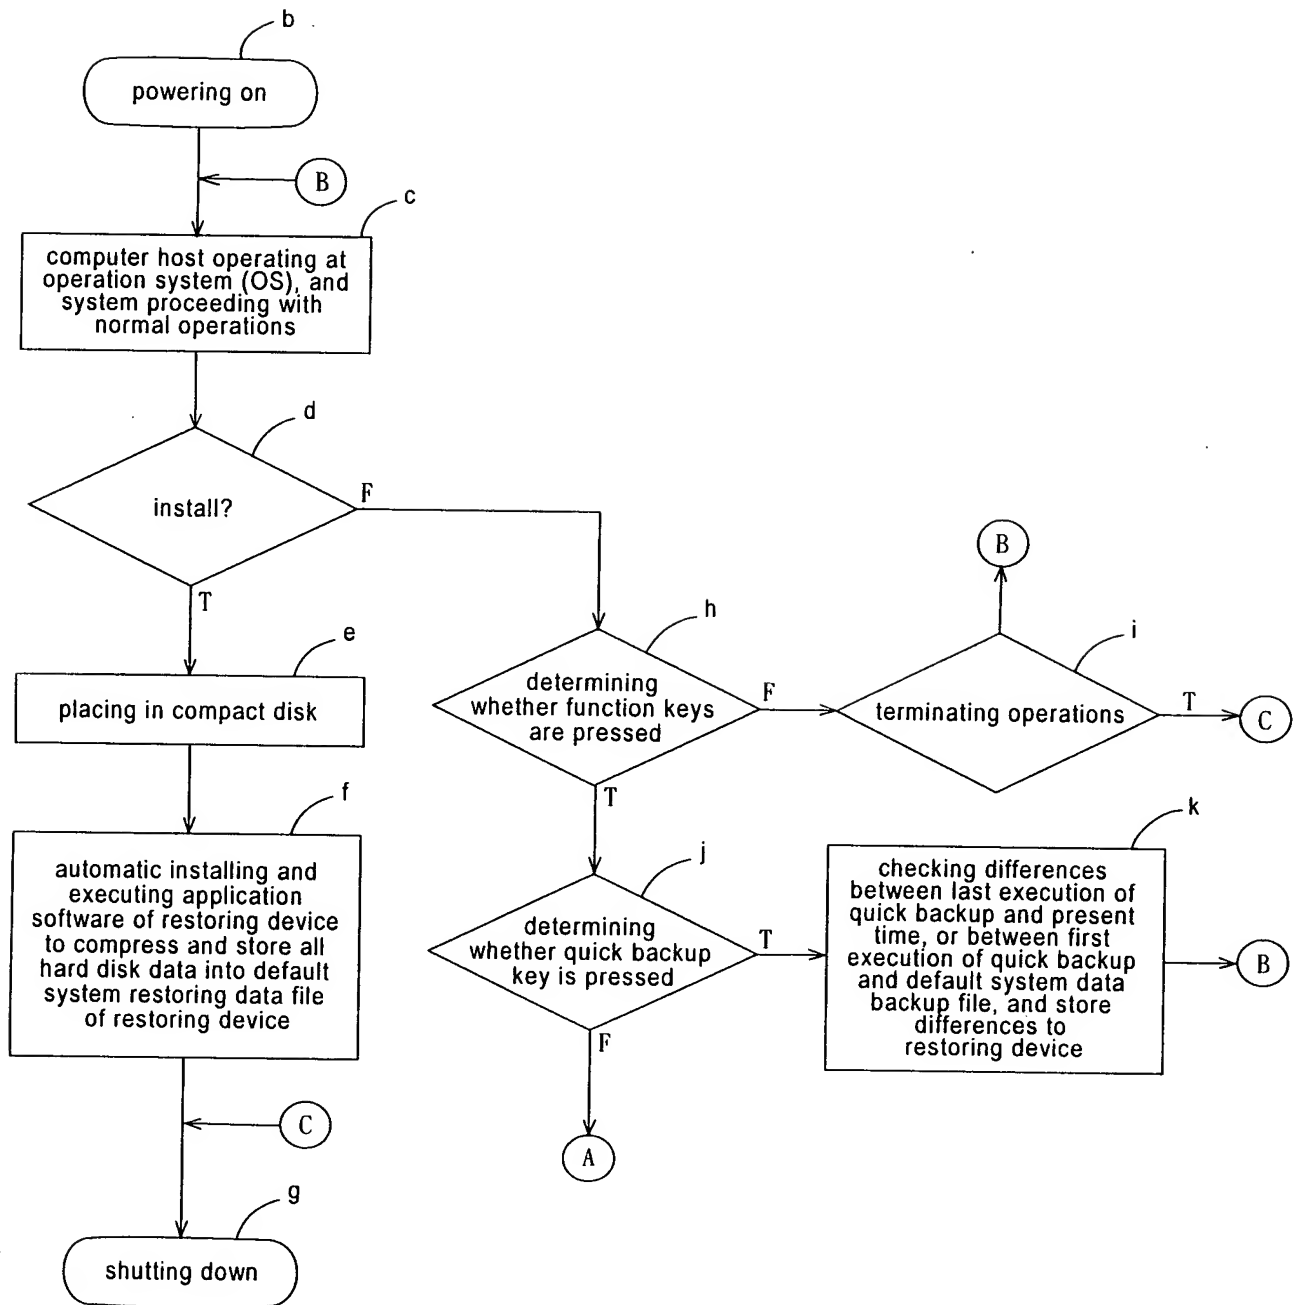 b
powering on
B
c
computer host operating at
operation system (OS), and
system proceeding with
normal operations
d
install?
F
T
e
placing in compact disk
f
automatic installing and
executing application
software of restoring device
to compress and store all
hard disk data into default
system restoring data file
of restoring device
C
g
shutting down
h
determining
whether function keys
are pressed
F
T
B
i
terminating operations
T
C
j
determining
whether quick backup
key is pressed
T
F
A
k
checking differences
between last execution of
quick backup and present
time, or between first
execution of quick backup
and default system data
backup file, and store
differences to
restoring device
B